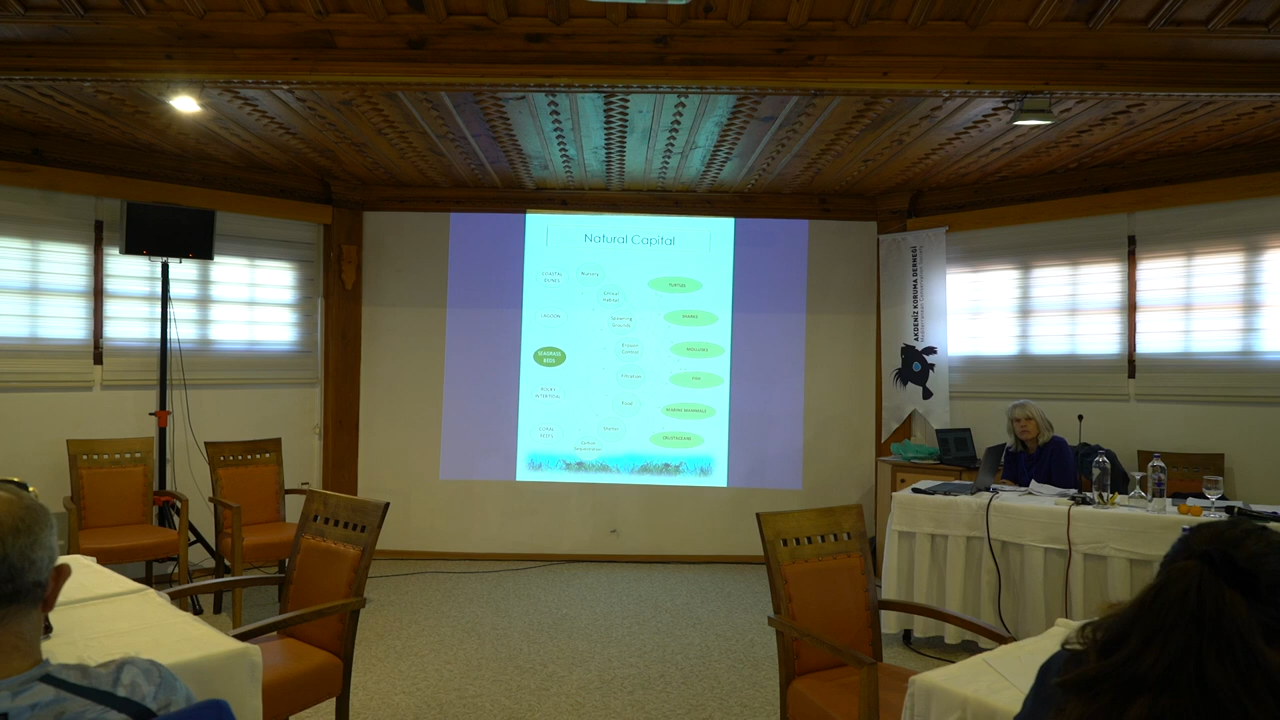 Natural Capital
COASTAL
DUNES
Nursery
TURTLES
Critical
Habitat
LAGOON
Spawning
Grounds
SHARKS
SEAGRASS
BEDS
Erosion
Control
MOLLUSKS
Filtration
FISH
ROCKY
INTERTIDAL
Food
MARINE MAMMALS
CORAL
REEFS
Shelter
CRUSTACEANS
Carbon
Sequestration
AKDENİZ KORUMA DERNEĞİ